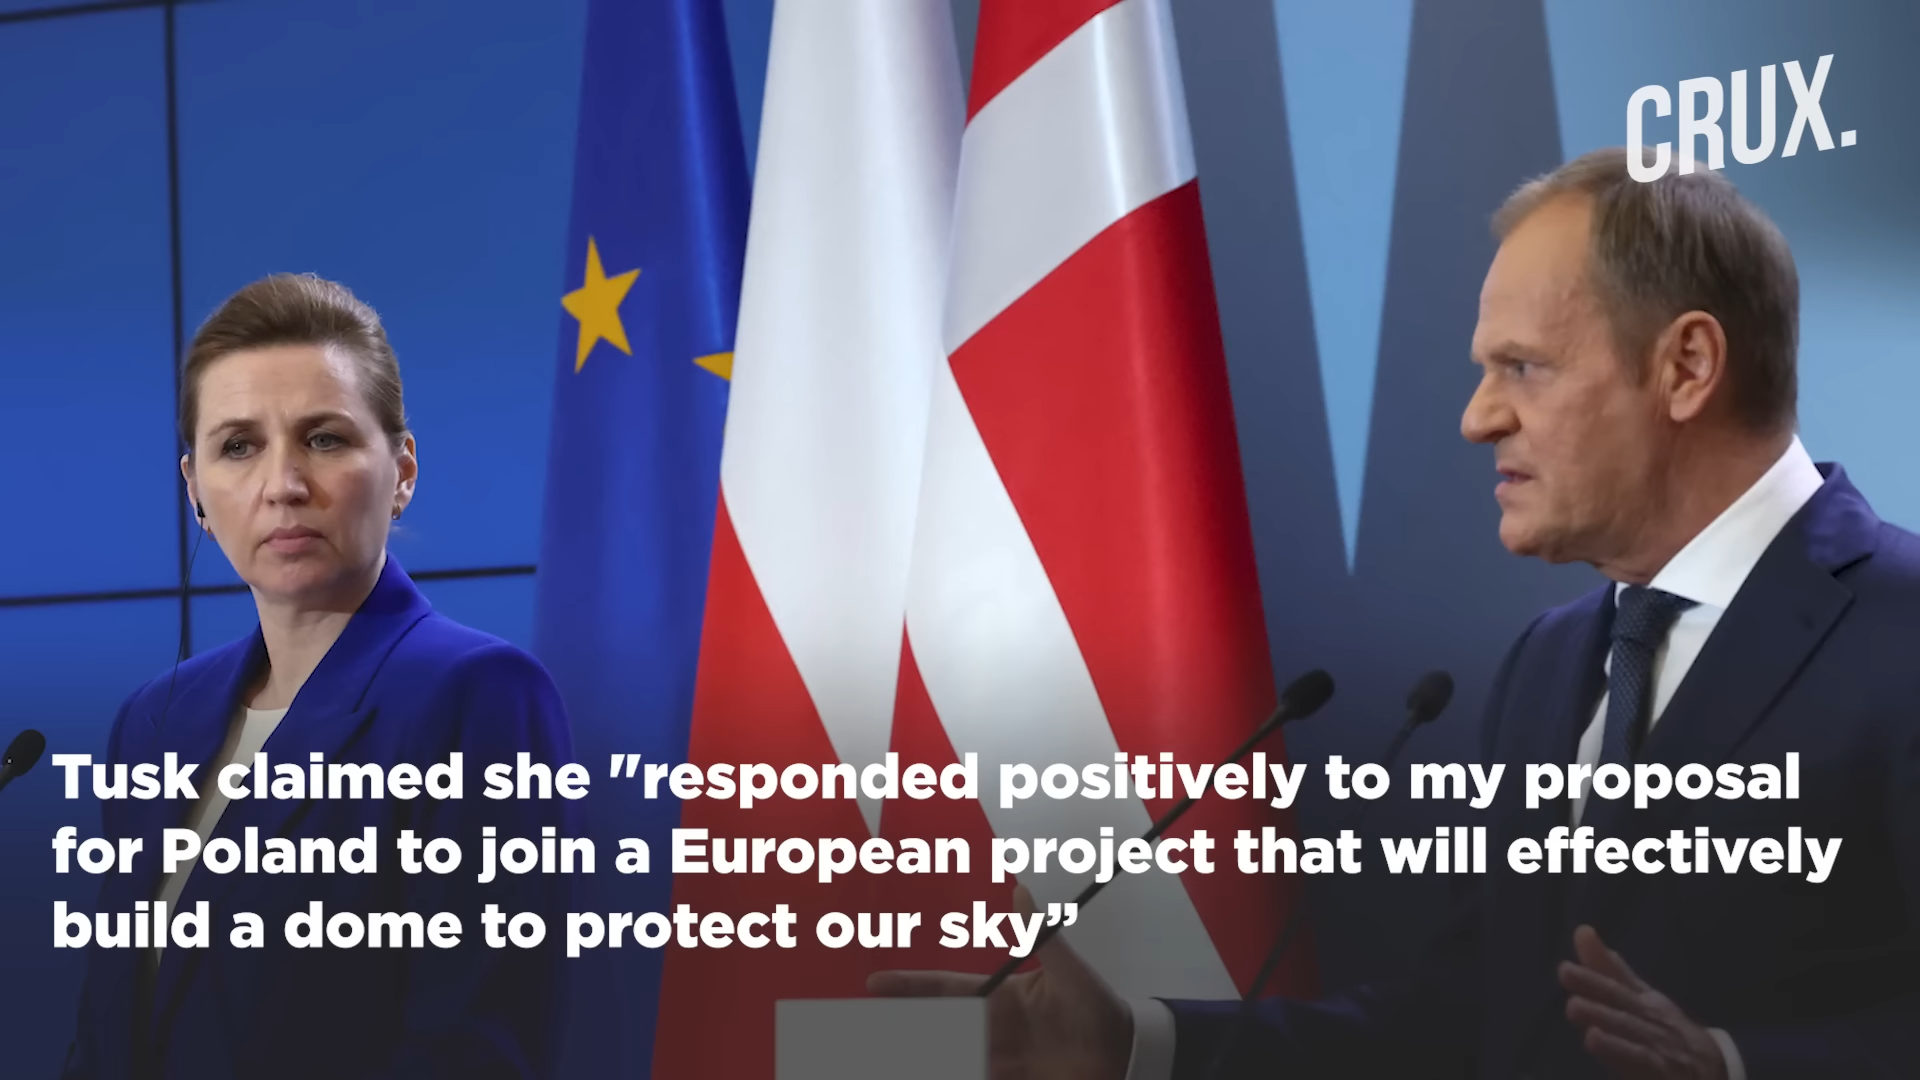 CRUX.
Tusk claimed she "responded positively to my proposal
for Poland to join a European project that will effectively
build a dome to protect our sky”